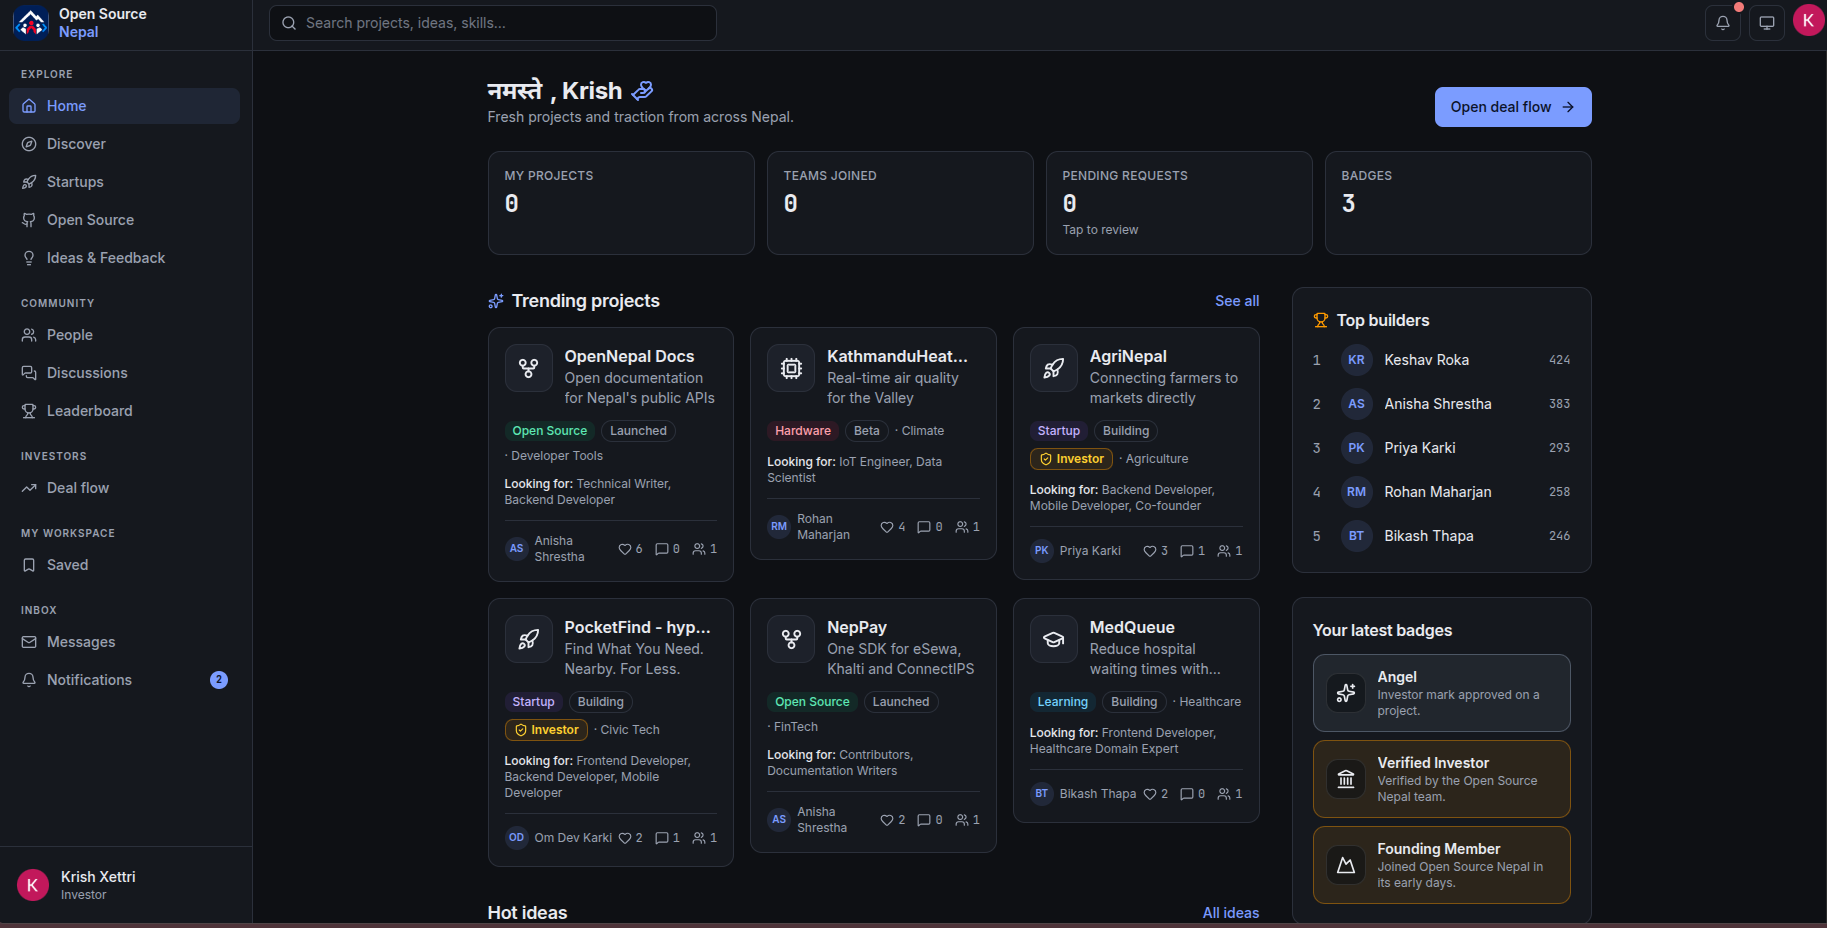 Open Source
Nepal
Search projects, ideas, skills...
K
EXPLORE
Home
Discover
Startups
Open Source
Ideas & Feedback
COMMUNITY
People
Discussions
Leaderboard
INVESTORS
Deal flow
MY WORKSPACE
Saved
INBOX
Messages
Notifications
2
K
Krish Xettri
Investor
नमस्ते , Krish
Fresh projects and traction from across Nepal.
Open deal flow
MY PROJECTS
0
TEAMS JOINED
0
PENDING REQUESTS
0
Tap to review
BADGES
3
Trending projects
See all
OpenNepal Docs
Open documentation
for Nepal's public APIs
Open Source
Launched
· Developer Tools
Looking for: Technical Writer,
Backend Developer
AS
Anisha
Shrestha
6
0
1
KathmanduHeat...
Real-time air quality
for the Valley
Hardware
Beta
· Climate
Looking for: IoT Engineer, Data
Scientist
RM
Rohan
Maharjan
4
0
1
AgriNepal
Connecting farmers to
markets directly
Startup
Building
Investor
· Agriculture
Looking for: Backend Developer,
Mobile Developer, Co-founder
PK
Priya Karki
3
1
1
PocketFind - hyp...
Find What You Need.
Nearby. For Less.
Startup
Building
Investor
· Civic Tech
Looking for: Frontend Developer,
Backend Developer, Mobile
Developer
OD
Om Dev Karki
2
1
1
NepPay
One SDK for eSewa,
Khalti and ConnectIPS
Open Source
Launched
· FinTech
Looking for: Contributors,
Documentation Writers
AS
Anisha
Shrestha
2
0
1
MedQueue
Reduce hospital
waiting times with...
Learning
Building
· Healthcare
Looking for: Frontend Developer,
Healthcare Domain Expert
BT
Bikash Thapa
2
0
1
Hot ideas
All ideas
Top builders
1 KR Keshav Roka 424
2 AS Anisha Shrestha 383
3 PK Priya Karki 293
4 RM Rohan Maharjan 258
5 BT Bikash Thapa 246
Your latest badges
Angel
Investor mark approved on a
project.
Verified Investor
Verified by the Open Source
Nepal team.
Founding Member
Joined Open Source Nepal in
its early days.